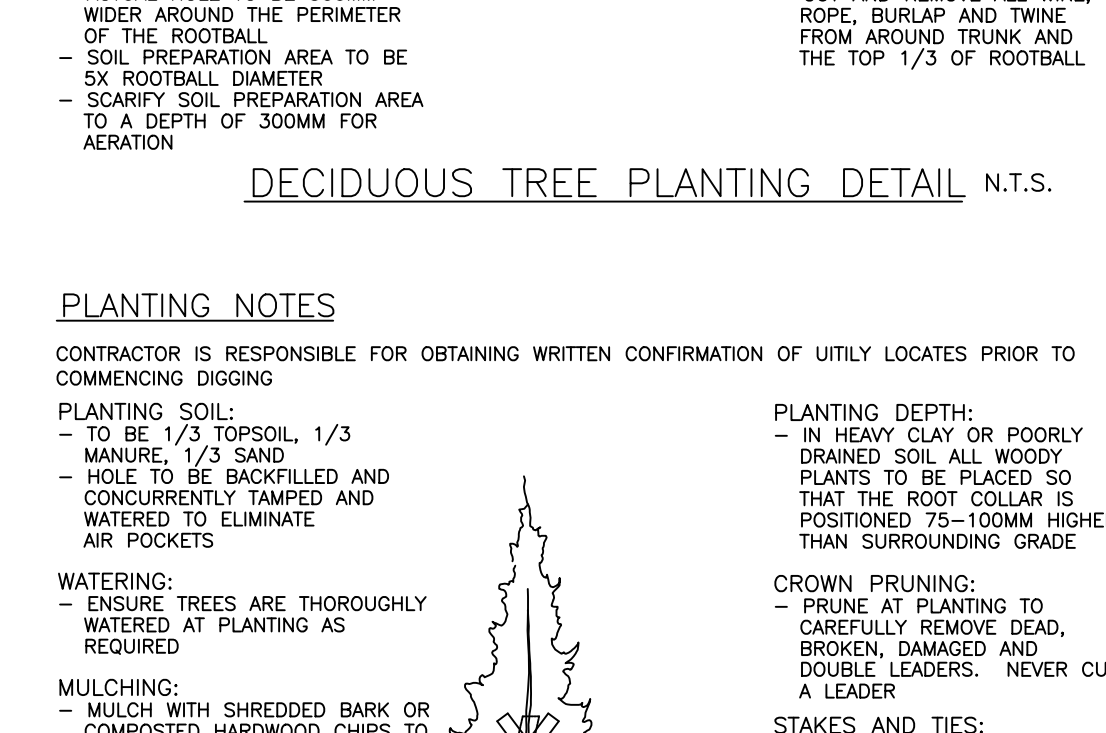 WIDER AROUND THE PERIMETER
OF THE ROOTBALL
– SOIL PREPARATION AREA TO BE
5X ROOTBALL DIAMETER
– SCARIFY SOIL PREPARATION AREA
TO A DEPTH OF 300MM FOR
AERATION
ROPE, BURLAP AND TWINE
FROM AROUND TRUNK AND
THE TOP 1/3 OF ROOTBALL
DECIDUOUS TREE PLANTING DETAIL N.T.S.
PLANTING NOTES
CONTRACTOR IS RESPONSIBLE FOR OBTAINING WRITTEN CONFIRMATION OF UITILY LOCATES PRIOR TO
COMMENCING DIGGING
PLANTING SOIL:
– TO BE 1/3 TOPSOIL, 1/3
MANURE, 1/3 SAND
– HOLE TO BE BACKFILLED AND
CONCURRENTLY TAMPED AND
WATERED TO ELIMINATE
AIR POCKETS
WATERING:
– ENSURE TREES ARE THOROUGHLY
WATERED AT PLANTING AS
REQUIRED
MULCHING:
– MULCH WITH SHREDDED BARK OR
COMPOSTED HARDWOOD CHIPS TO
PLANTING DEPTH:
– IN HEAVY CLAY OR POORLY
DRAINED SOIL ALL WOODY
PLANTS TO BE PLACED SO
THAT THE ROOT COLLAR IS
POSITIONED 75–100MM HIGHE
THAN SURROUNDING GRADE
CROWN PRUNING:
– PRUNE AT PLANTING TO
CAREFULLY REMOVE DEAD,
BROKEN, DAMAGED AND
DOUBLE LEADERS. NEVER CU
A LEADER
STAKES AND TIES: